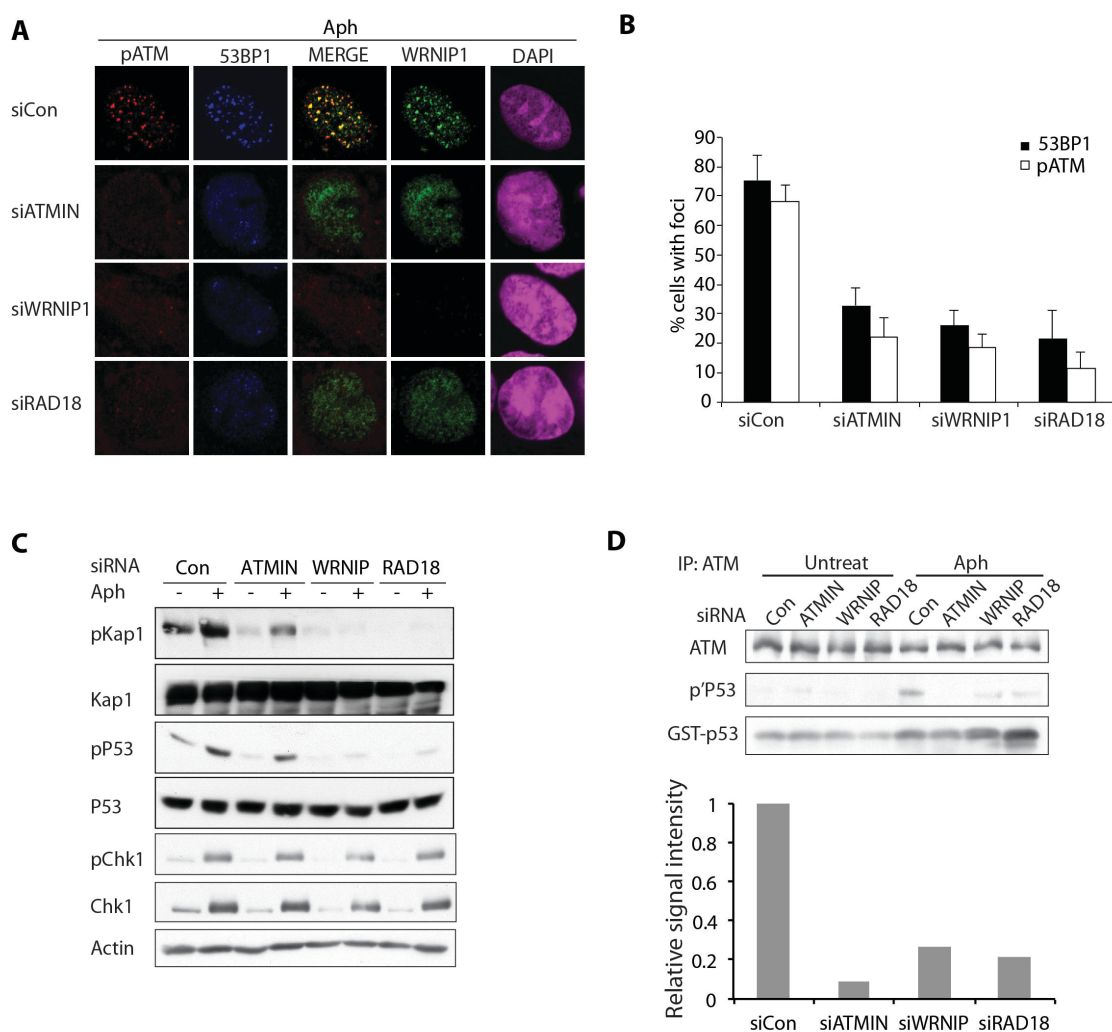 A
Aph
pATM 53BP1 MERGE WRNIP1 DAPI
siCon
siATMIN
siWRNIP1
siRAD18
B
53BP1
pATM
% cells with foci
90
80
70
60
50
40
30
20
10
0
siCon siATMIN siWRNIP1 siRAD18
C
siRNA Con ATMIN WRNIP RAD18
Aph - + - + - + - +
pKap1
Kap1
pP53
P53
pChk1
Chk1
Actin
D
IP: ATM Untreat Aph
siRNA Con ATMIN WRNIP RAD18 Con ATMIN WRNIP RAD18
ATM
p'P53
GST-p53
Relative signal intensity
1
0.8
0.6
0.4
0.2
0
siCon siATMIN siWRNIP siRAD18